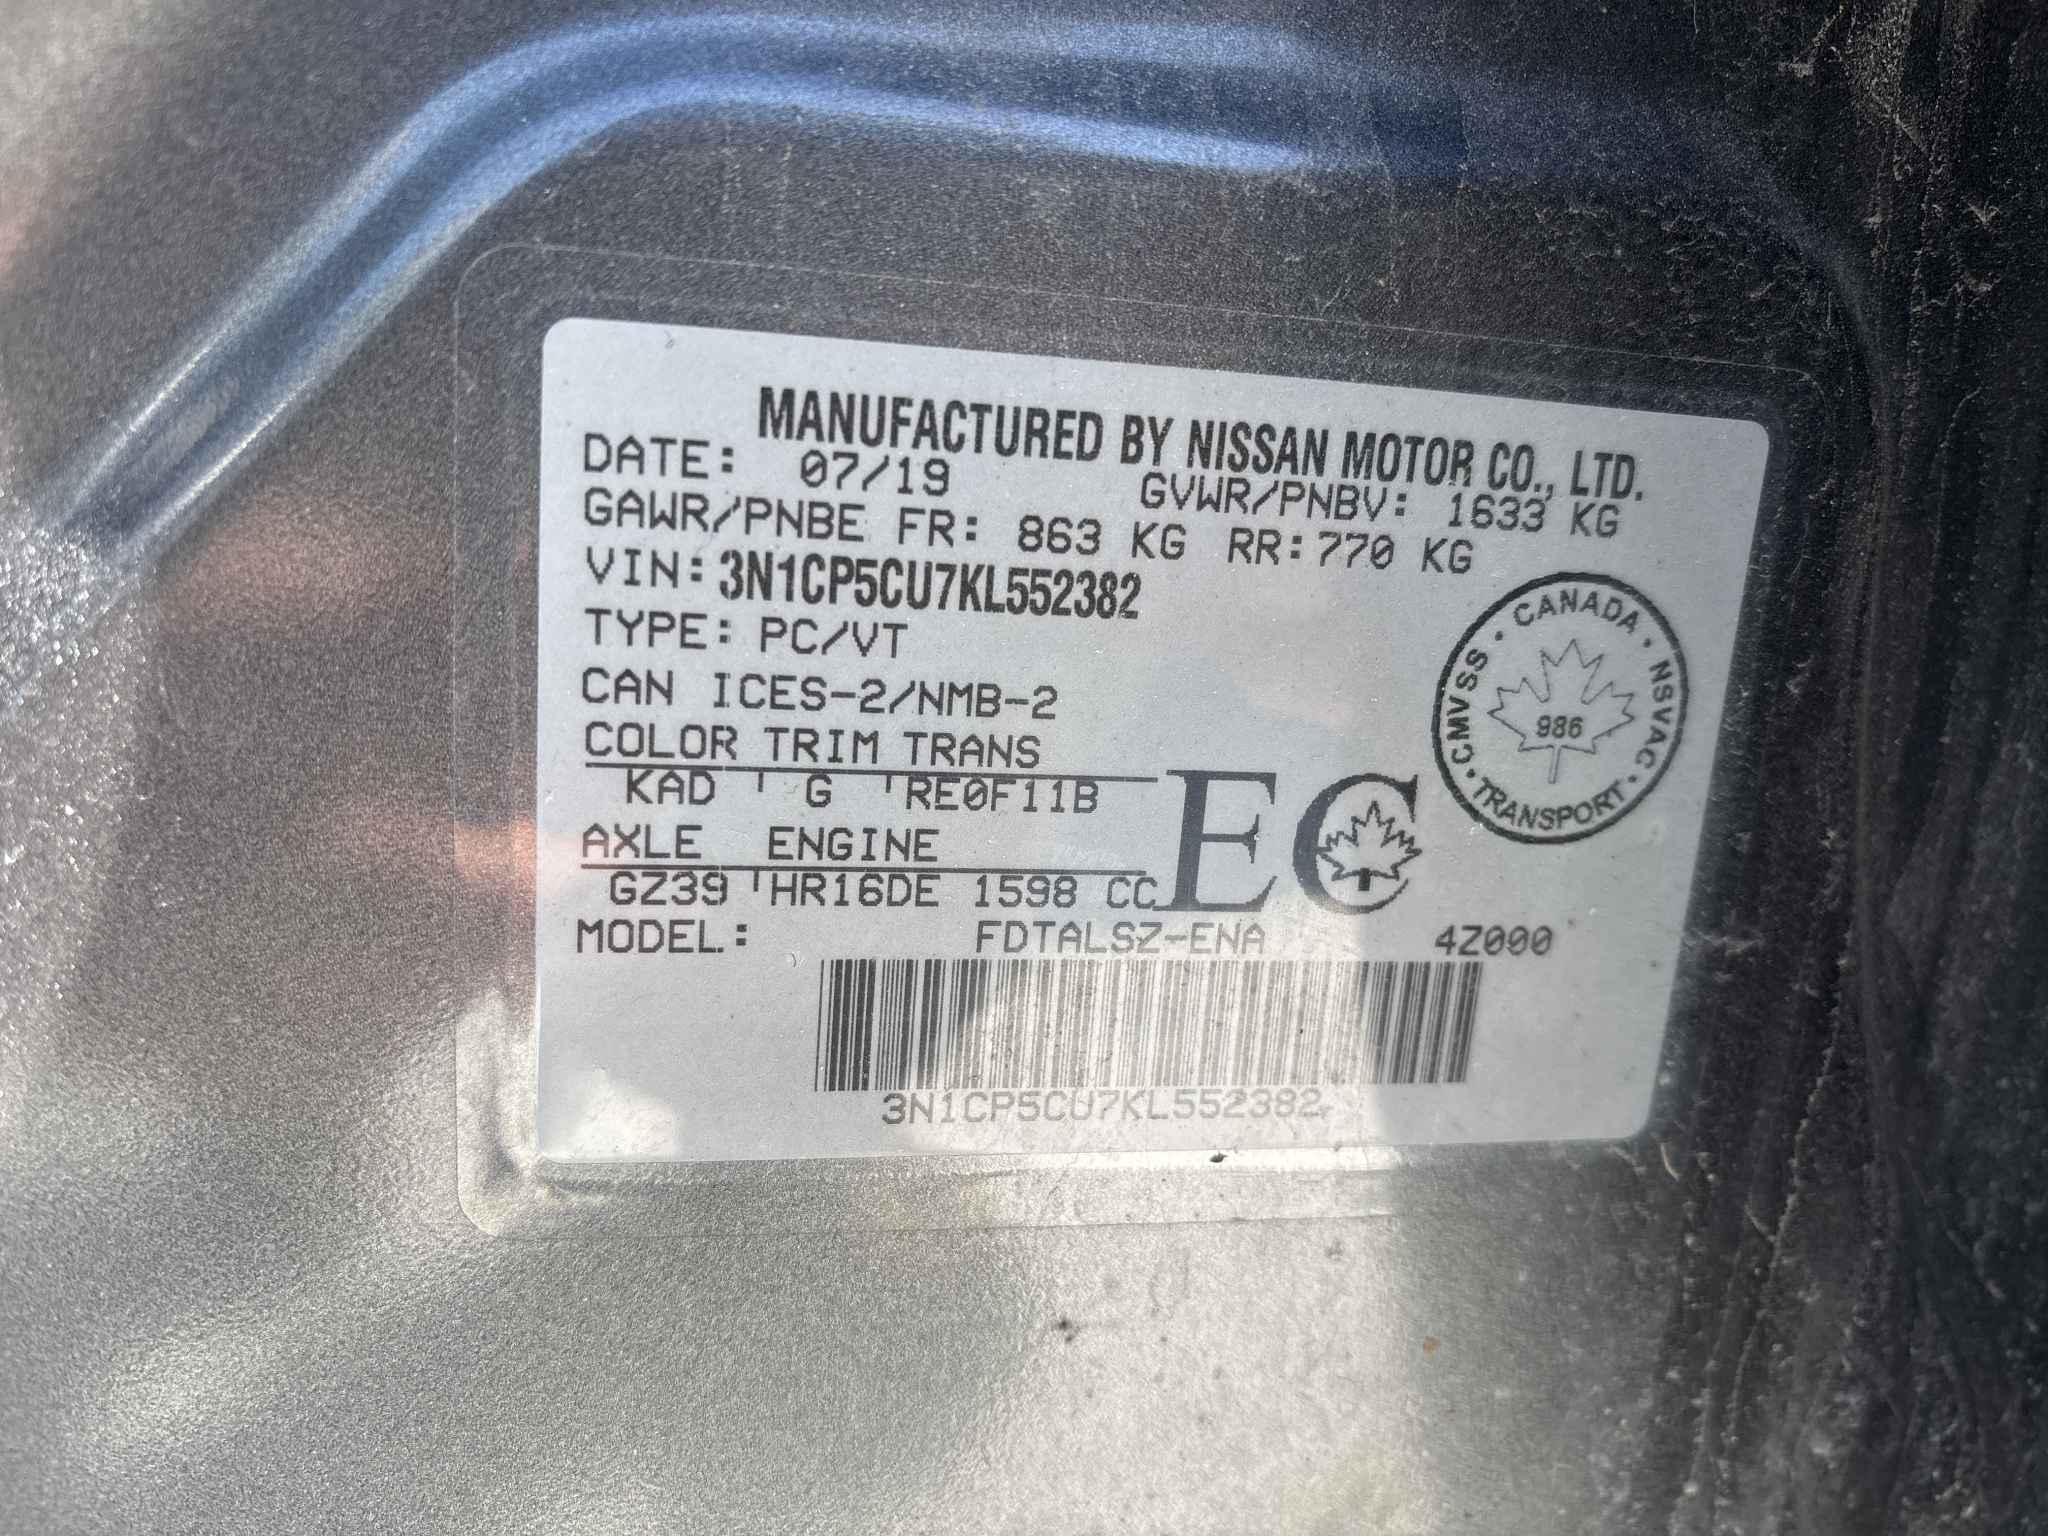 MANUFACTURED BY NISSAN MOTOR CO., LTD.
DATE: 07/19 GVWR/PNBV: 1633 KG
GAWR/PNBE FR: 863 KG RR: 770 KG
VIN: 3N1CP5CU7KL552382
TYPE: PC/VT
CAN ICES-2/NMB-2
COLOR TRIM TRANS
KAD ' G 'RE0F11B
AXLE ENGINE
GZ39 'HR16DE 1598 CC
EC
MODEL: FDTALSZ-ENA 4Z000
3N1CP5CU7KL552382
CANADA · NSVAC · TRANSPORT · CMVSS ·
986